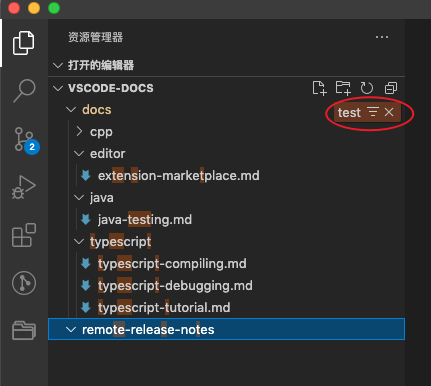 资源管理器
打开的编辑器
VSCODE-DOCS
docs
test
cpp
editor
extension-marketplace.md
java
2
java-testing.md
typescript
typescript-compiling.md
typescript-debugging.md
typescript-tutorial.md
remote-release-notes